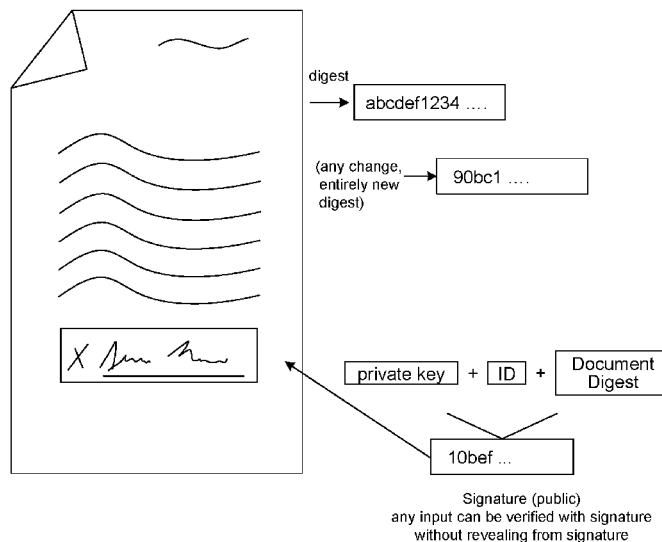 digest
abcdef1234 ....
(any change,
entirely new
digest)
90bc1 ....
X
private key + ID + Document
Digest
10bef ...
Signature (public)
any input can be verified with signature
without revealing from signature